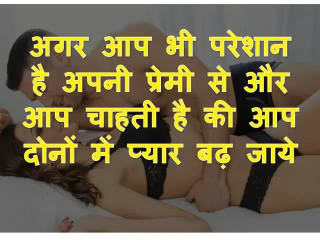 अगर आप भी परेशान
है अपनी प्रेमी से और
आप चाहती है की आप
दोनों में प्यार बढ़ जाये